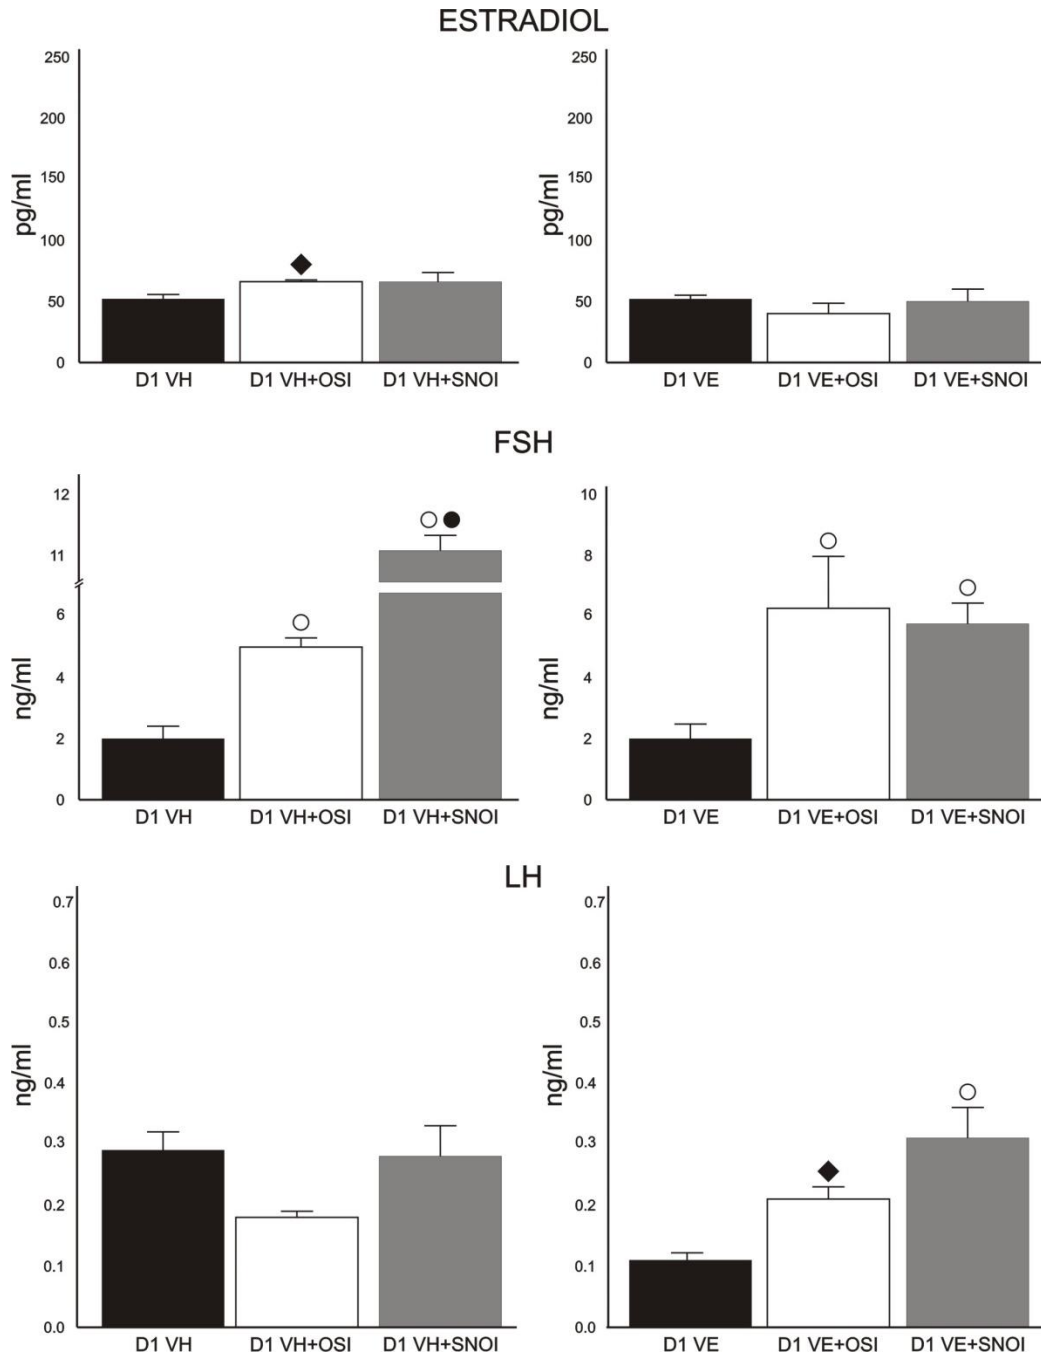 ESTRADIOL
250
200
150
100
50
0
pg/ml
D1 VH
D1 VH+OSI
D1 VH+SNOI
250
200
150
100
50
0
pg/ml
D1 VE
D1 VE+OSI
D1 VE+SNOI
FSH
12
11
6
4
2
0
ng/ml
D1 VH
D1 VH+OSI
D1 VH+SNOI
10
8
6
4
2
0
ng/ml
D1 VE
D1 VE+OSI
D1 VE+SNOI
LH
0.7
0.6
0.5
0.4
0.3
0.2
0.1
0.0
ng/ml
D1 VH
D1 VH+OSI
D1 VH+SNOI
0.7
0.6
0.5
0.4
0.3
0.2
0.1
0.0
ng/ml
D1 VE
D1 VE+OSI
D1 VE+SNOI